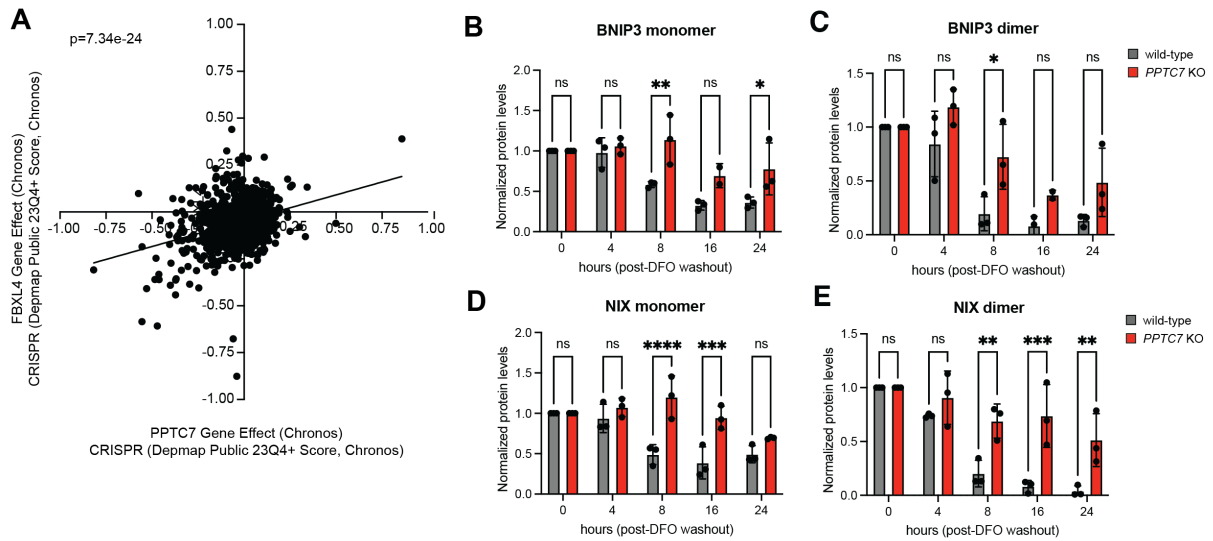 A
p=7.34e-24
1.00
0.75
0.50
0.25
-1.00
-0.75
-0.50
0.25
0.50
0.75
1.00
-0.50
-0.75
-1.00
FBXL4 Gene Effect (Chronos)
CRISPR (Depmap Public 23Q4+ Score, Chronos)
PPTC7 Gene Effect (Chronos)
CRISPR (Depmap Public 23Q4+ Score, Chronos)
B
BNIP3 monomer
ns
ns
**
ns
*
2.0
1.5
1.0
0.5
0.0
Normalized protein levels
0 4 8 16 24
hours (post-DFO washout)
C
BNIP3 dimer
ns
ns
*
ns
ns
1.5
1.0
0.5
0.0
Normalized protein levels
0 4 8 16 24
hours (post-DFO washout)
wild-type
PPTC7 KO
D
NIX monomer
ns
ns
****
***
ns
2.0
1.5
1.0
0.5
0.0
Normalized protein levels
0 4 8 16 24
hours (post-DFO washout)
E
NIX dimer
ns
ns
**
***
**
1.5
1.0
0.5
0.0
Normalized protein levels
0 4 8 16 24
hours (post-DFO washout)
wild-type
PPTC7 KO